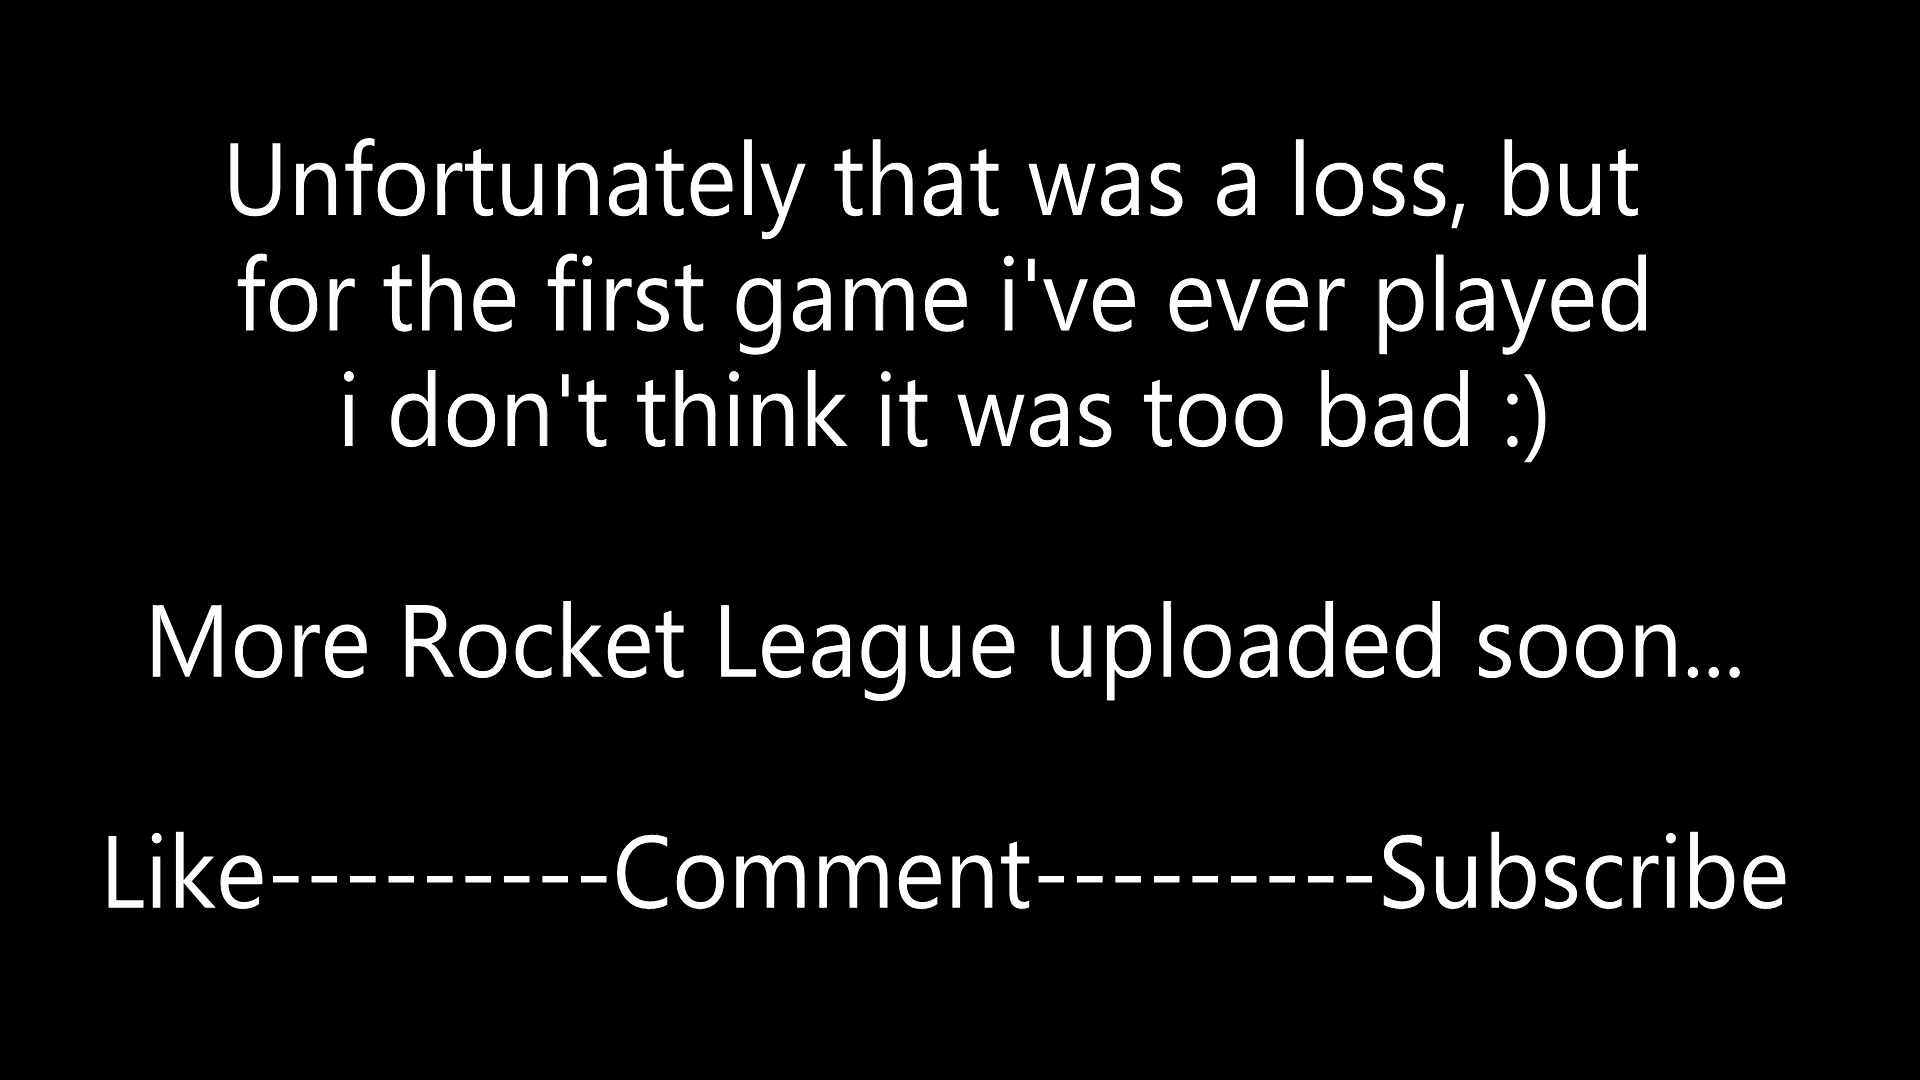 Unfortunately that was a loss, but
for the first game i've ever played
i don't think it was too bad :)
More Rocket League uploaded soon...
Like---------Comment---------Subscribe